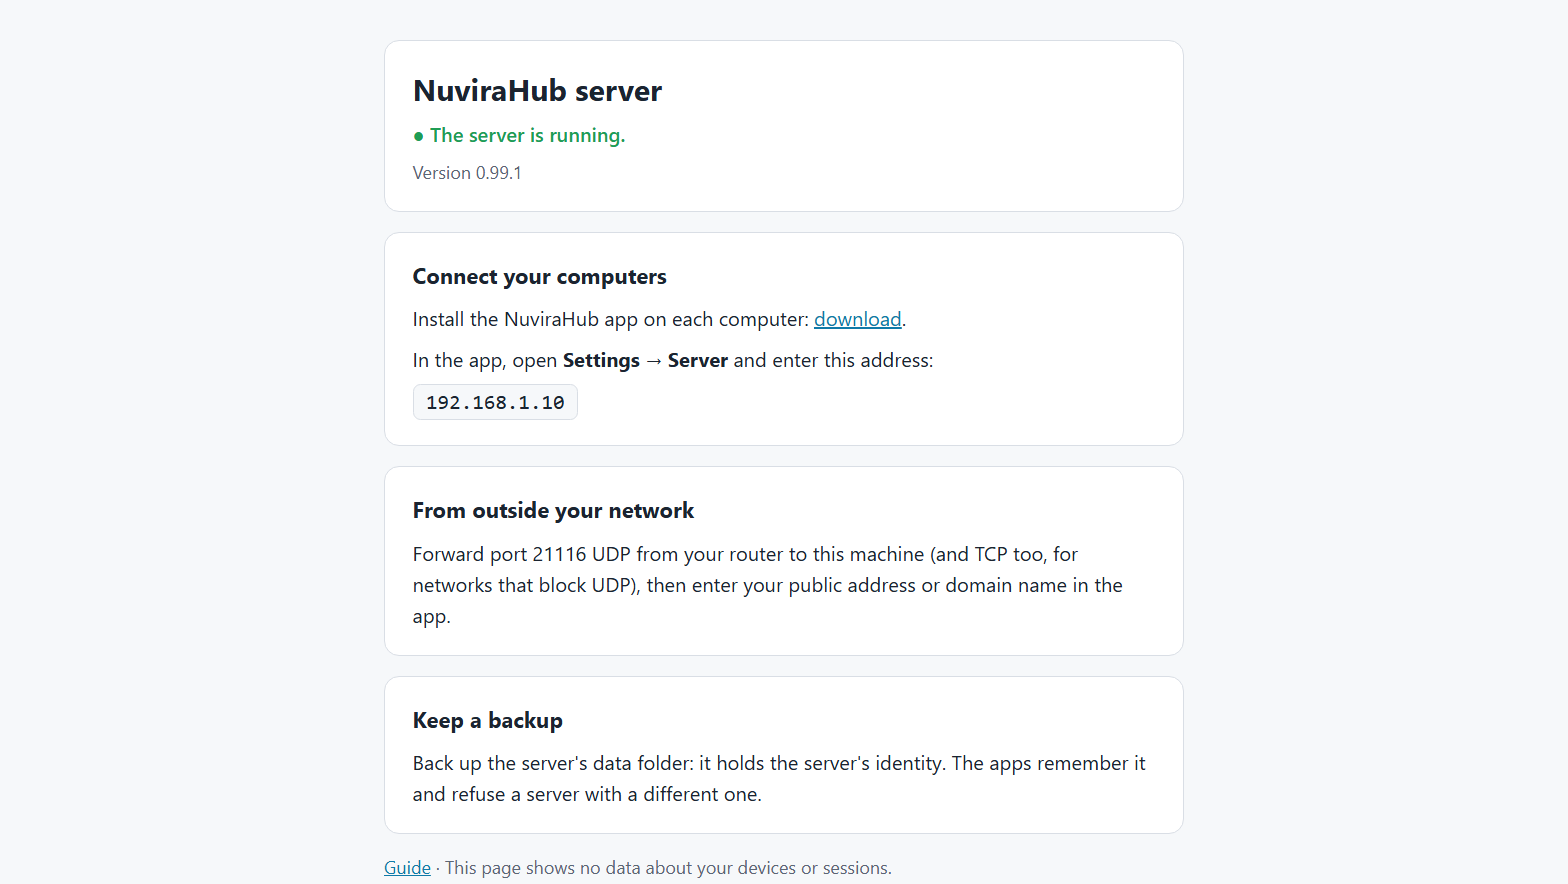 NuviraHub server
● The server is running.
Version 0.99.1
Connect your computers
Install the NuviraHub app on each computer: download.
In the app, open Settings → Server and enter this address:
192.168.1.10
From outside your network
Forward port 21116 UDP from your router to this machine (and TCP too, for
networks that block UDP), then enter your public address or domain name in the
app.
Keep a backup
Back up the server's data folder: it holds the server's identity. The apps remember it
and refuse a server with a different one.
Guide · This page shows no data about your devices or sessions.